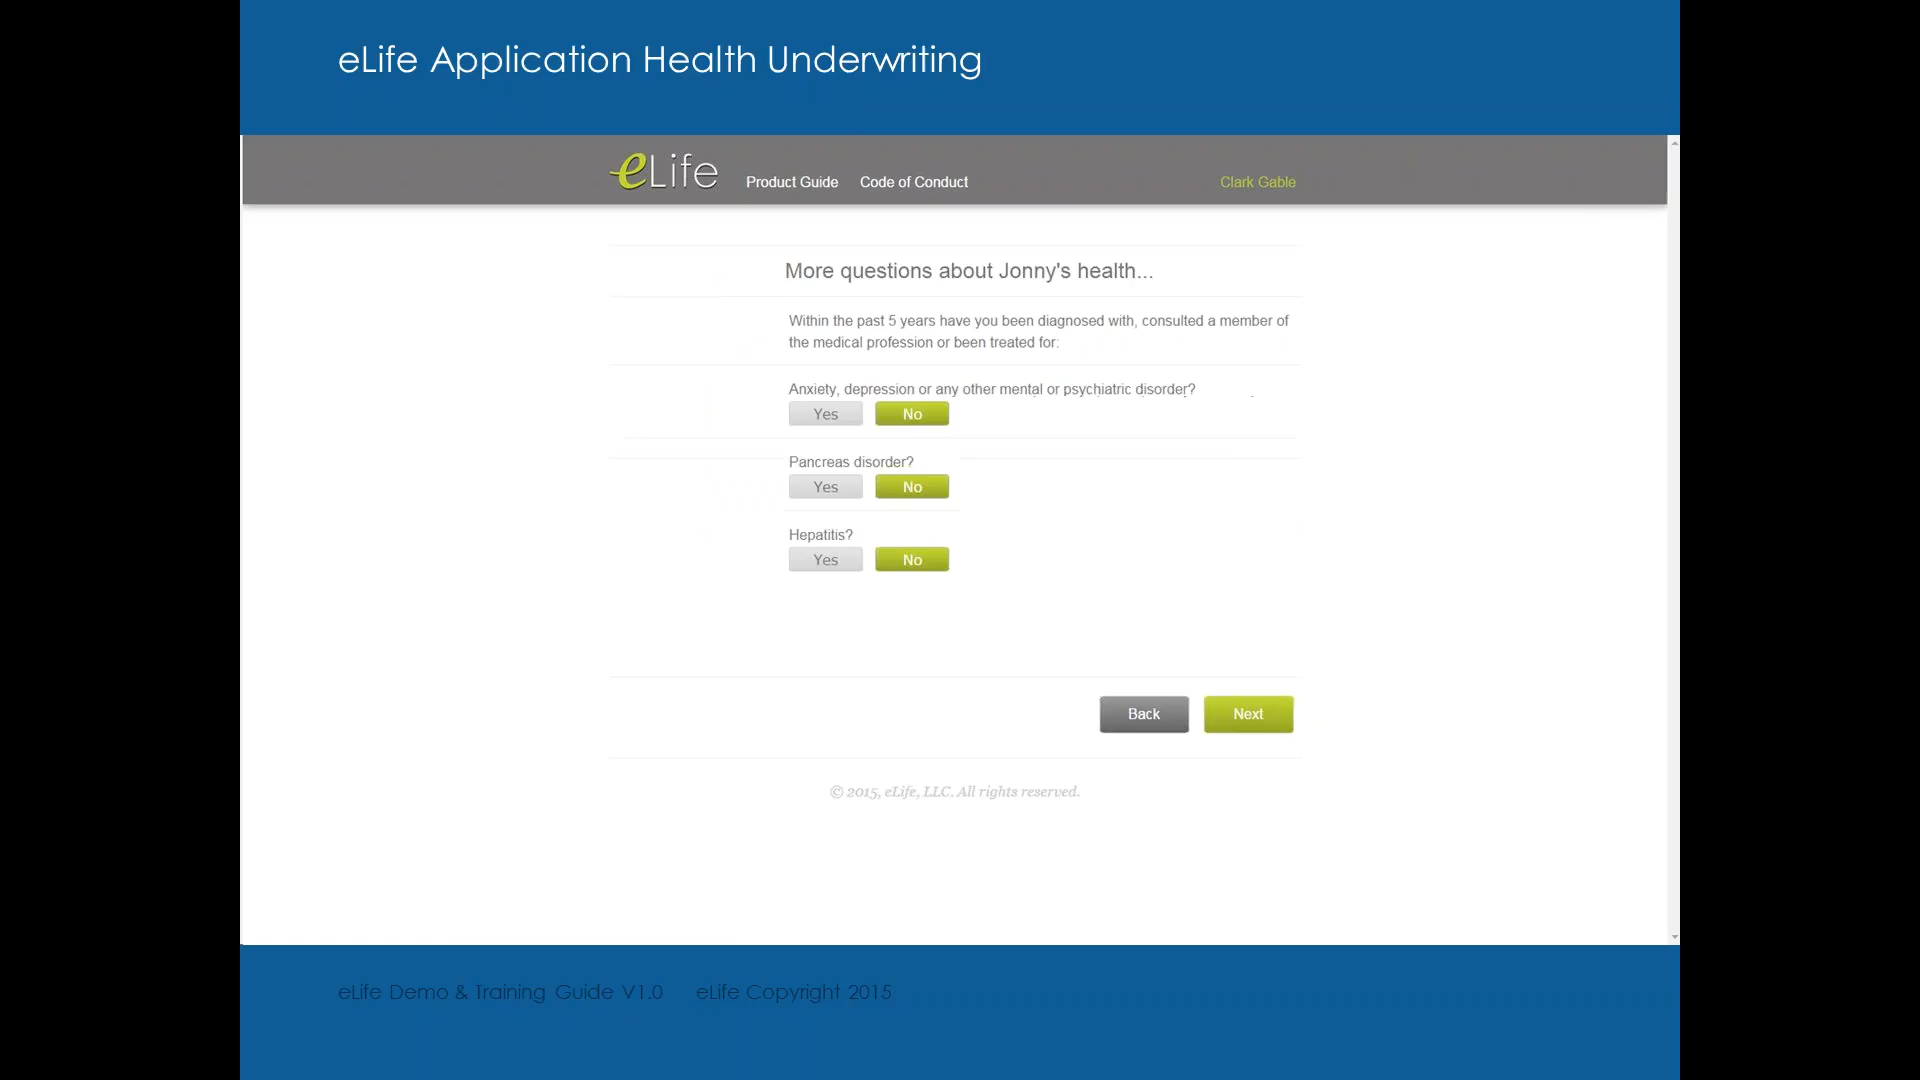 eLife Application Health Underwriting
eLife Product Guide Code of Conduct Clark Gable
More questions about Jonny's health...
Within the past 5 years have you been diagnosed with, consulted a member of
the medical profession or been treated for:
Anxiety, depression or any other mental or psychiatric disorder?
Yes No
Pancreas disorder?
Yes No
Hepatitis?
Yes No
Back Next
© 2015, eLife, LLC. All rights reserved.
eLife Demo & Training Guide V1.0 eLife Copyright 2015